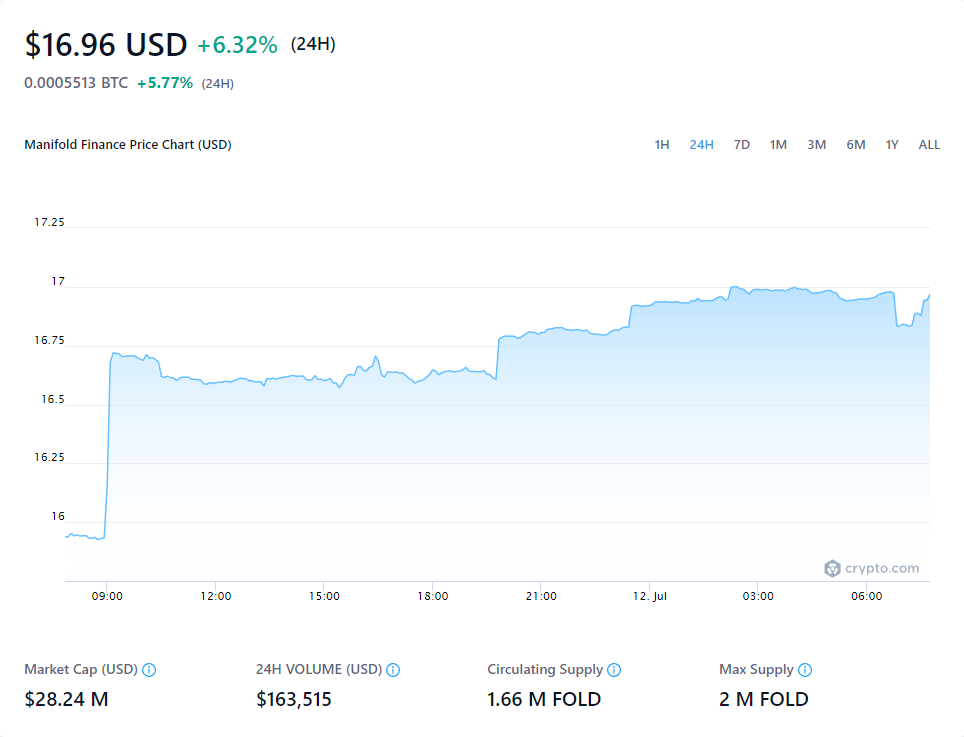 $16.96 USD +6.32% (24H)
0.0005513 BTC +5.77% (24H)
Manifold Finance Price Chart (USD) 1H 24H 7D 1M 3M 6M 1Y ALL
17.25
17
16.75
16.5
16.25
16
crypto.com
09:00 12:00 15:00 18:00 21:00 12. Jul 03:00 06:00
Market Cap (USD) 24H VOLUME (USD) Circulating Supply Max Supply
$28.24 M $163,515 1.66 M FOLD 2 M FOLD